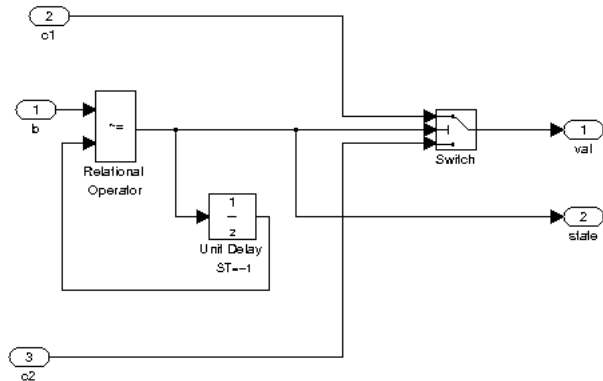 2
c1
1
b
~=
Relational
Operator
1
z
Unit Delay
ST=-1
Switch
1
val
2
state
3
c2